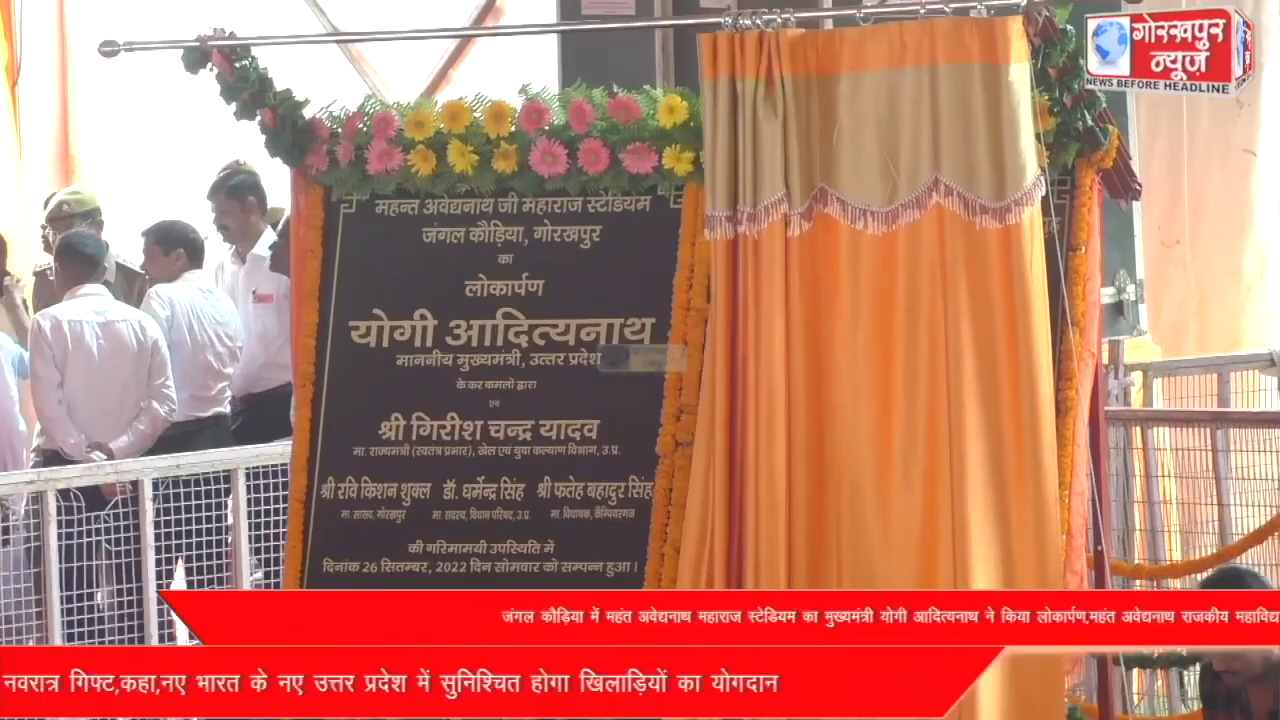 गोरखपुर
न्यूज़
NEWS BEFORE HEADLINE
महन्त अवेद्यनाथ जी महाराज स्टेडियम
जंगल कौड़िया, गोरखपुर
का
लोकार्पण
योगी आदित्यनाथ
माननीय मुख्यमंत्री, उत्तर प्रदेश
के कर कमलों द्वारा
एवं
श्री गिरीश चन्द्र यादव
मा. राज्यमंत्री (स्वतंत्र प्रभार), खेल एवं युवा कल्याण विभाग, उ.प्र.
श्री रवि किशन शुक्ल डॉ. धर्मेन्द्र सिंह श्री फतेह बहादुर सिंह
मा. सांसद, गोरखपुर मा. सदस्य, विधान परिषद, उ.प्र. मा. विधायक, कैम्पियरगंज
की गरिमामयी उपस्थिति में
दिनांक 26 सितम्बर, 2022 दिन सोमवार को सम्पन्न हुआ।
जंगल कौड़िया में महंत अवेद्यनाथ महाराज स्टेडियम का मुख्यमंत्री योगी आदित्यनाथ ने किया लोकार्पण,महंत अवेद्यनाथ राजकीय महाविद्या
नवरात्र गिफ्ट,कहा,नए भारत के नए उत्तर प्रदेश में सुनिश्चित होगा खिलाड़ियों का योगदान